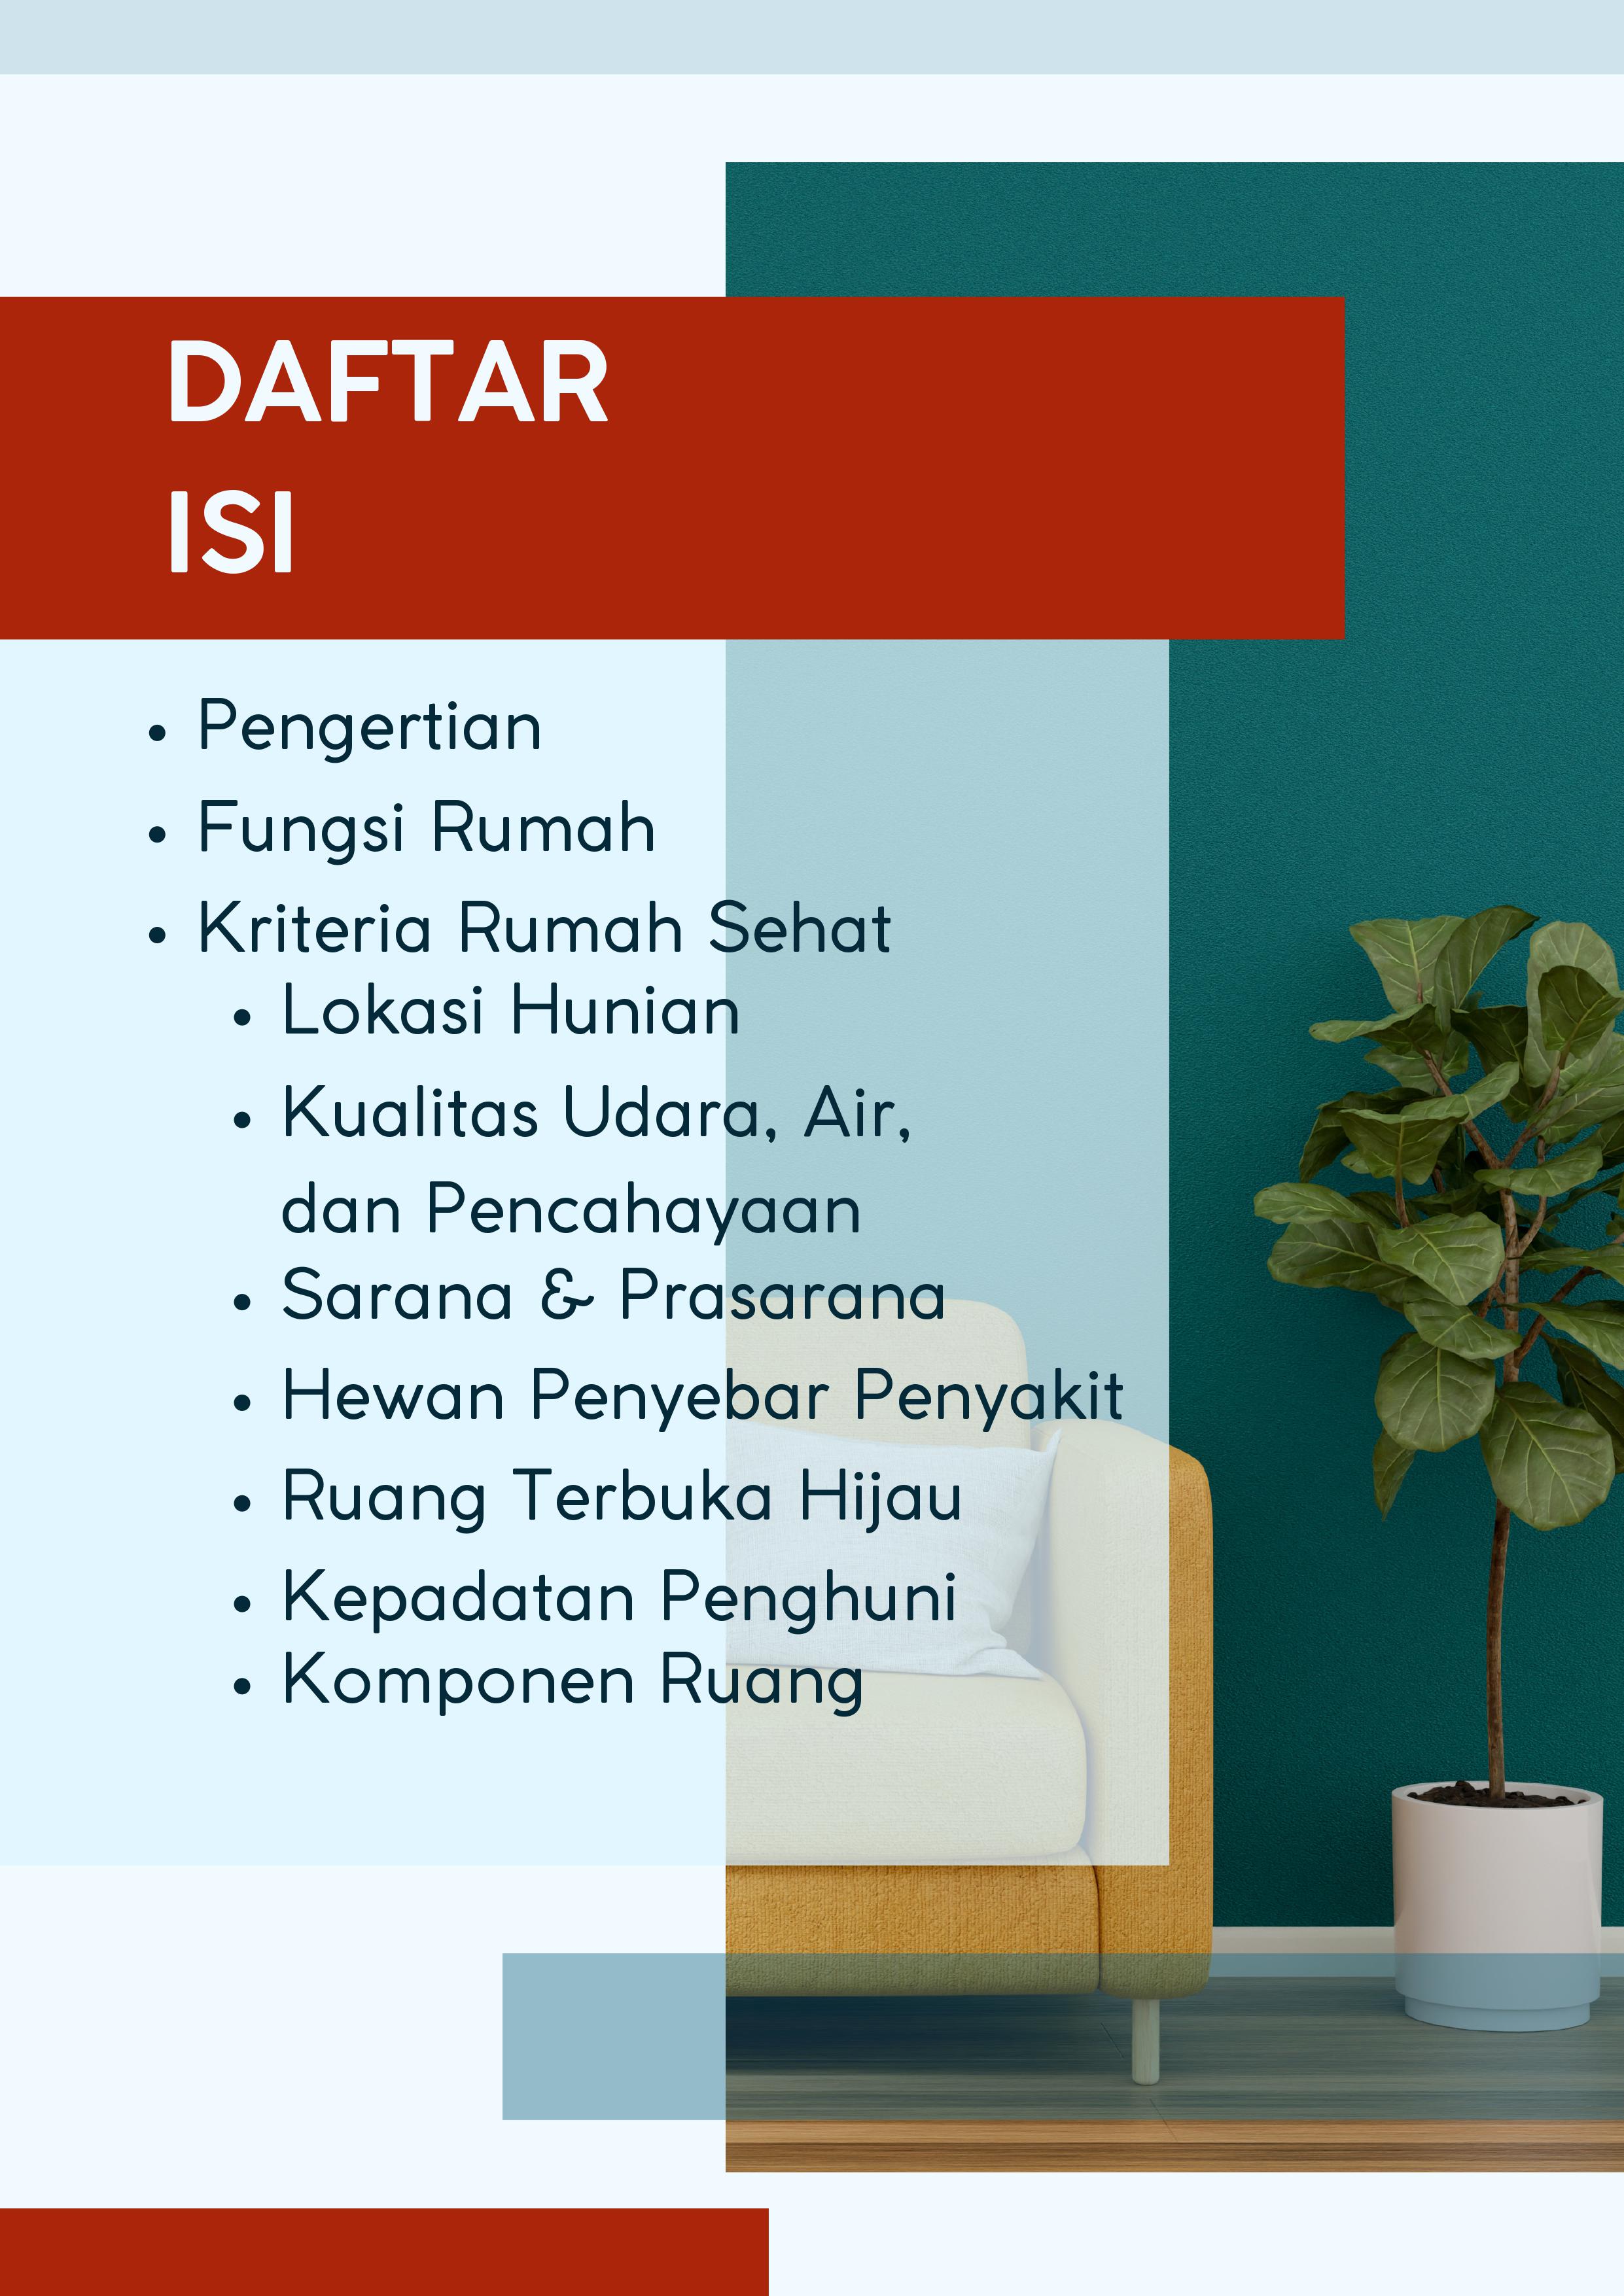 DAFTAR
ISI
• Pengertian
• Fungsi Rumah
• Kriteria Rumah Sehat
• Lokasi Hunian
• Kualitas Udara, Air,
dan Pencahayaan
• Sarana & Prasarana
• Hewan Penyebar Penyakit
• Ruang Terbuka Hijau
• Kepadatan Penghuni
• Komponen Ruang